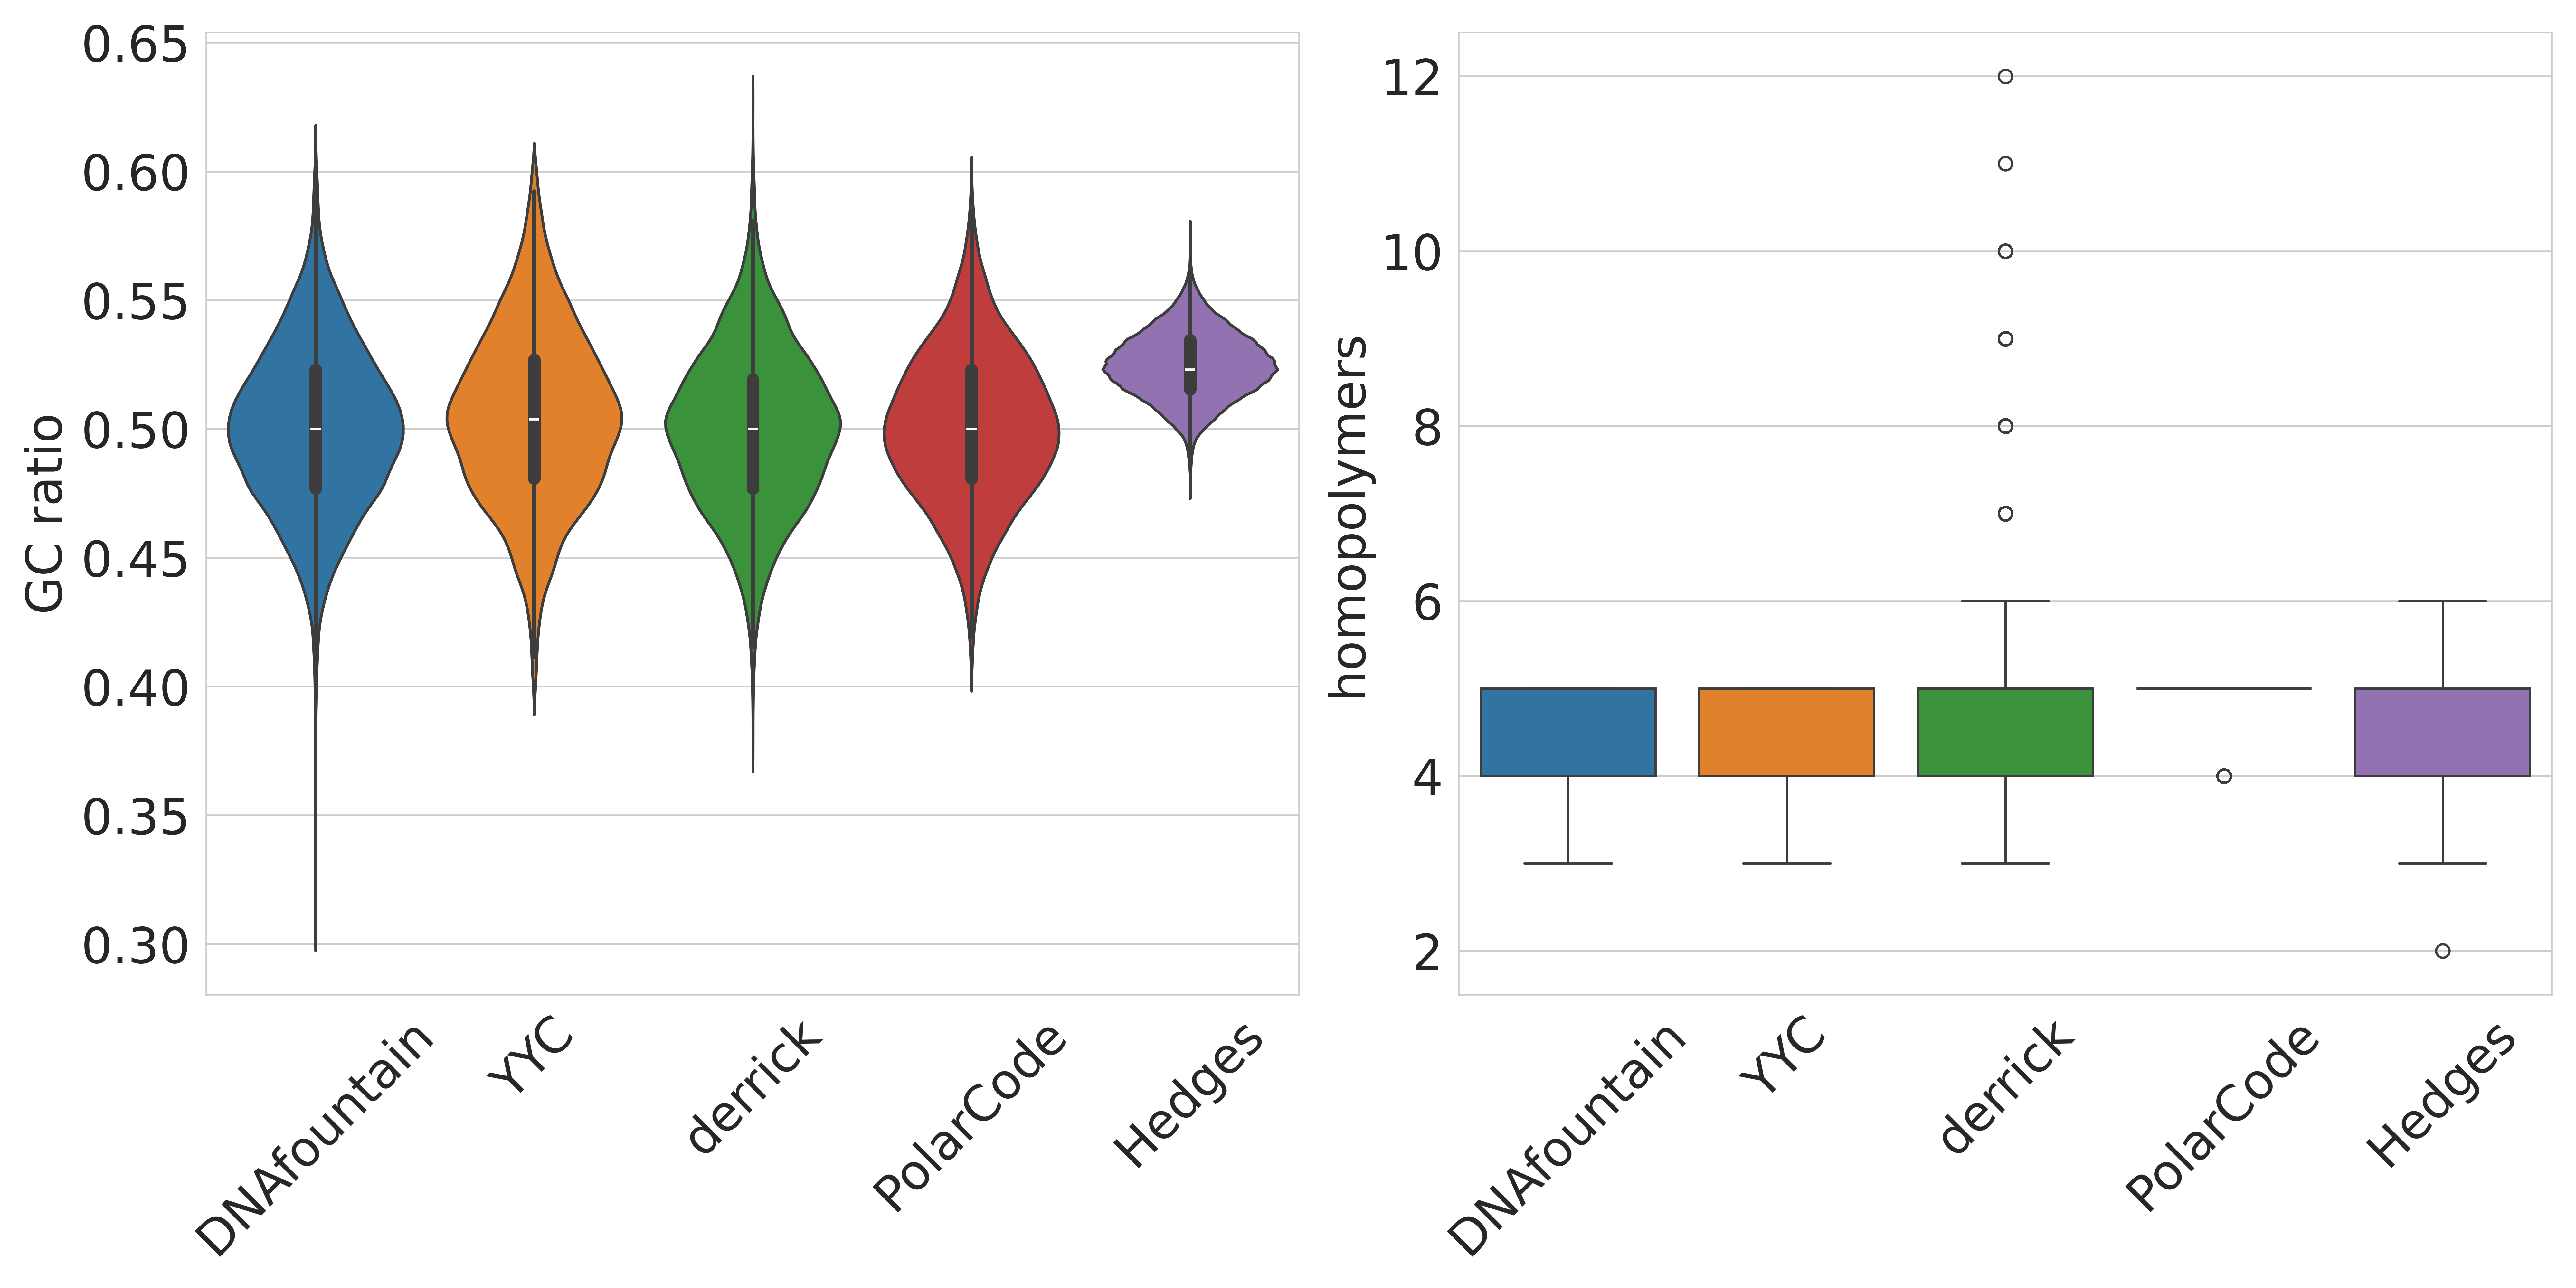 GC ratio
0.65
0.60
0.55
0.50
0.45
0.40
0.35
0.30
DNAfountain
YYC
derrick
PolarCode
Hedges
homopolymers
12
10
8
6
4
2
DNAfountain
YYC
derrick
PolarCode
Hedges